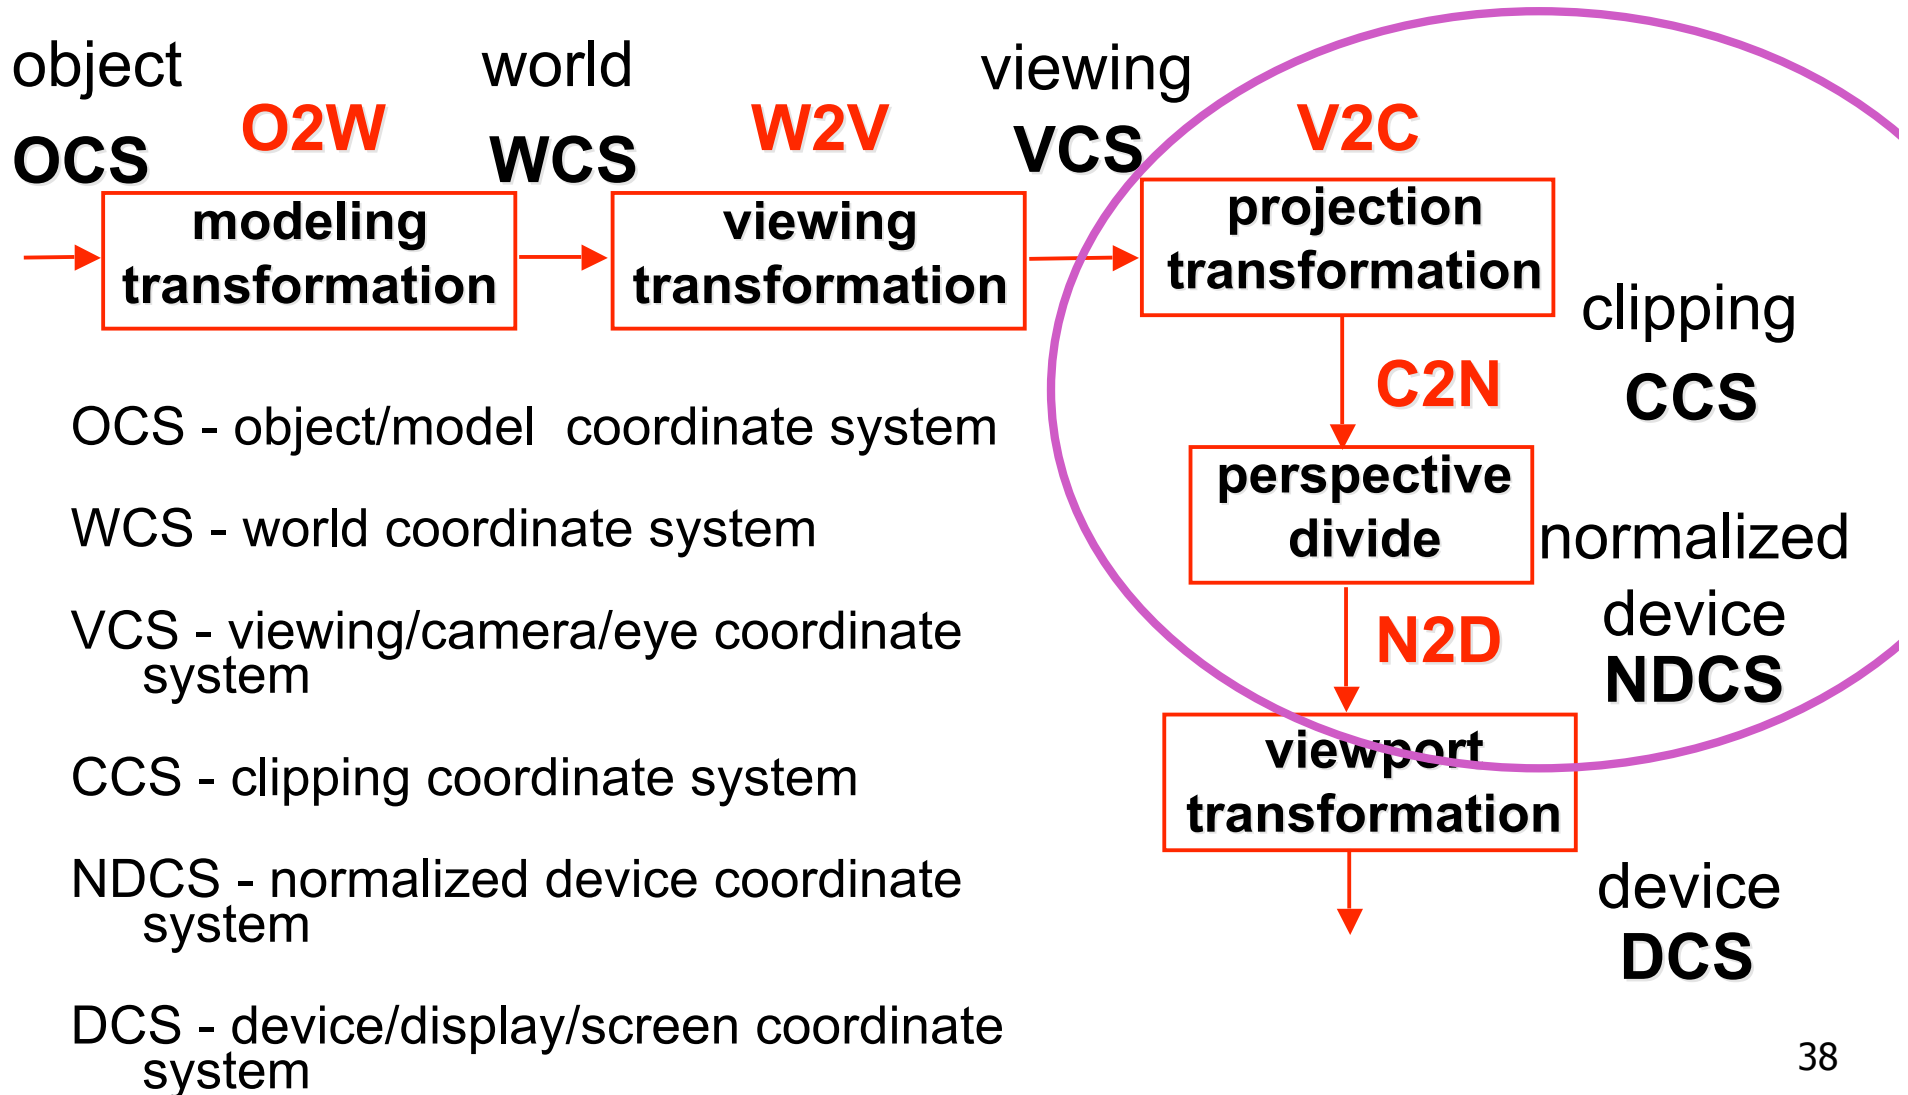 object
O2W
OCS
modeling
transformation
world
W2V
WCS
viewing
transformation
viewing
VCS
V2C
projection
transformation
clipping
CCS
C2N
perspective
divide
normalized
device
NDCS
N2D
viewport
transformation
device
DCS
OCS - object/model coordinate system
WCS - world coordinate system
VCS - viewing/camera/eye coordinate
system
CCS - clipping coordinate system
NDCS - normalized device coordinate
system
DCS - device/display/screen coordinate
system
38